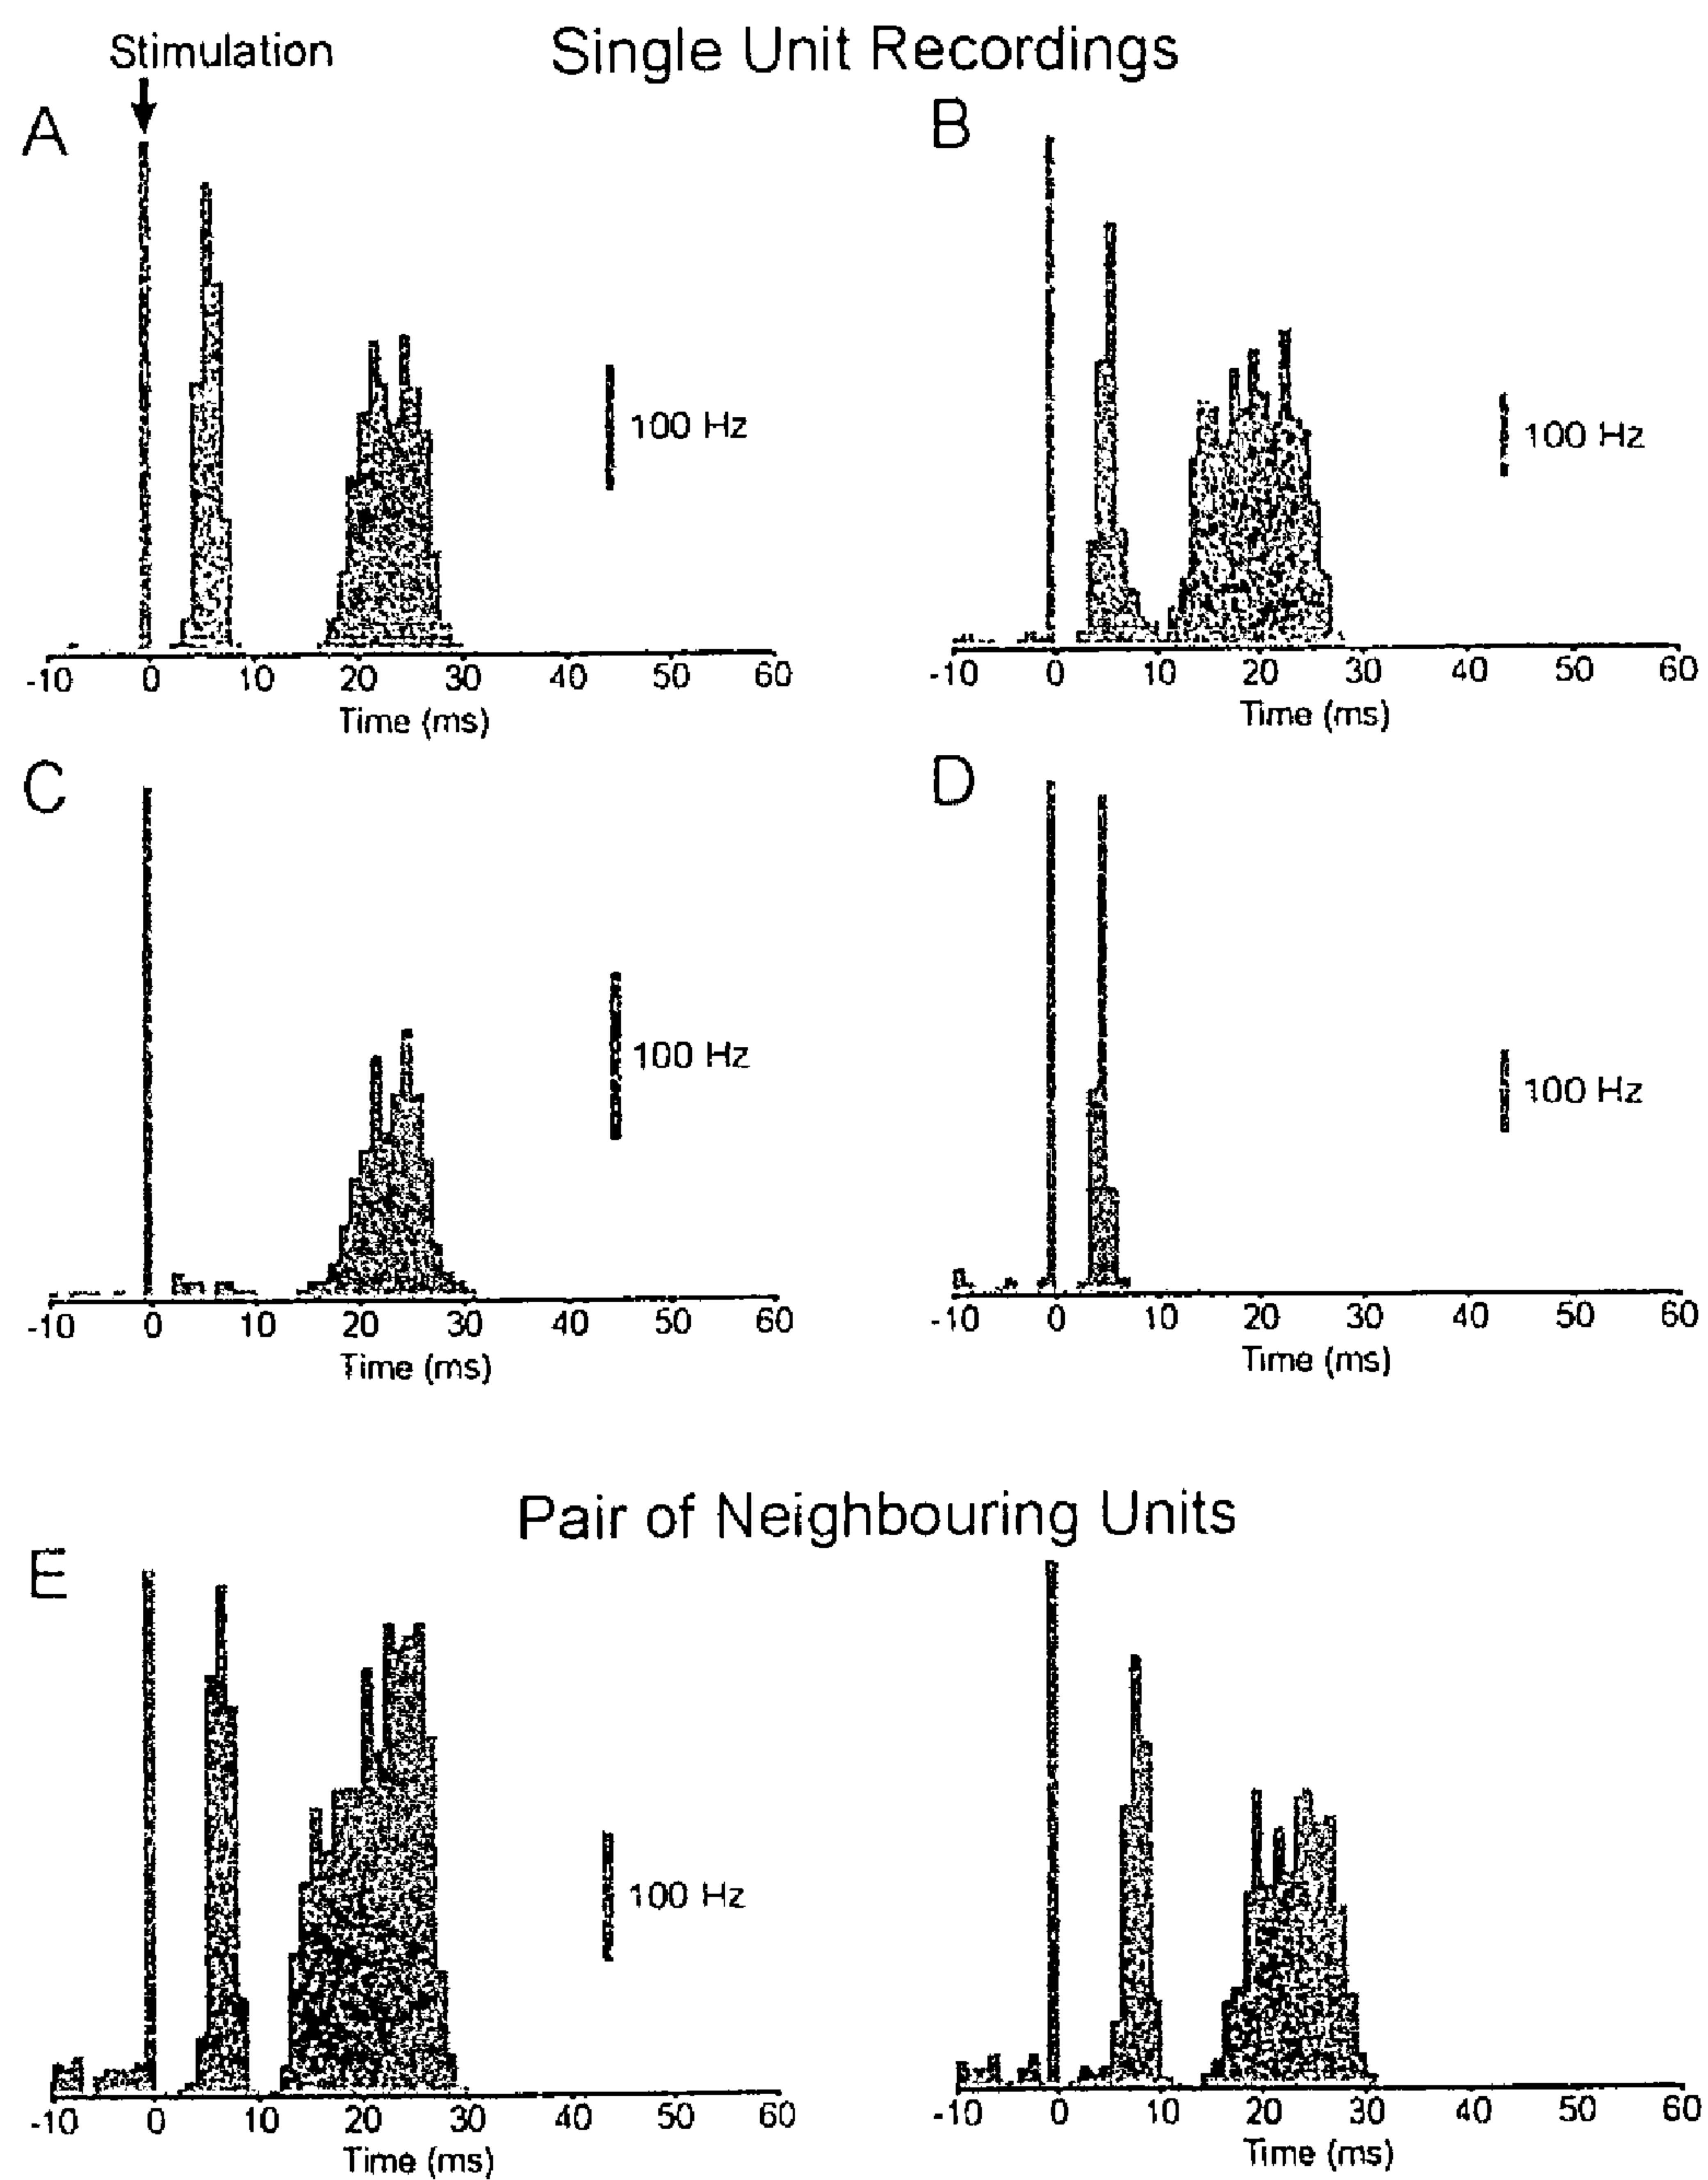 Stimulation
Single Unit Recordings
A
B
100 Hz
100 Hz
-10 0 10 20 30 40 50 60
Time (ms)
-10 0 10 20 30 40 50 60
Time (ms)
C
D
100 Hz
100 Hz
-10 0 10 20 30 40 50 60
Time (ms)
-10 0 10 20 30 40 50 60
Time (ms)
Pair of Neighbouring Units
E
100 Hz
-10 0 10 20 30 40 50 60
Time (ms)
-10 0 10 20 30 40 50 60
Time (ms)